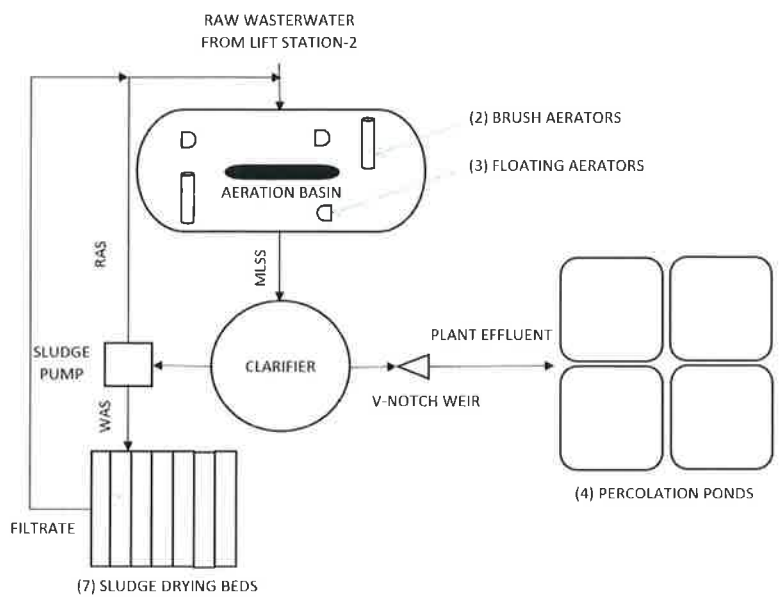 RAW WASTERWATER
FROM LIFT STATION-2
(2) BRUSH AERATORS
(3) FLOATING AERATORS
AERATION BASIN
RAS
MLSS
PLANT EFLUENT
SLUDGE
PUMP
CLARIFIER
V-NOTCH WEIR
WAS
(4) PERCOLATION PONDS
FILTRATE
(7) SLUDGE DRYING BEDS